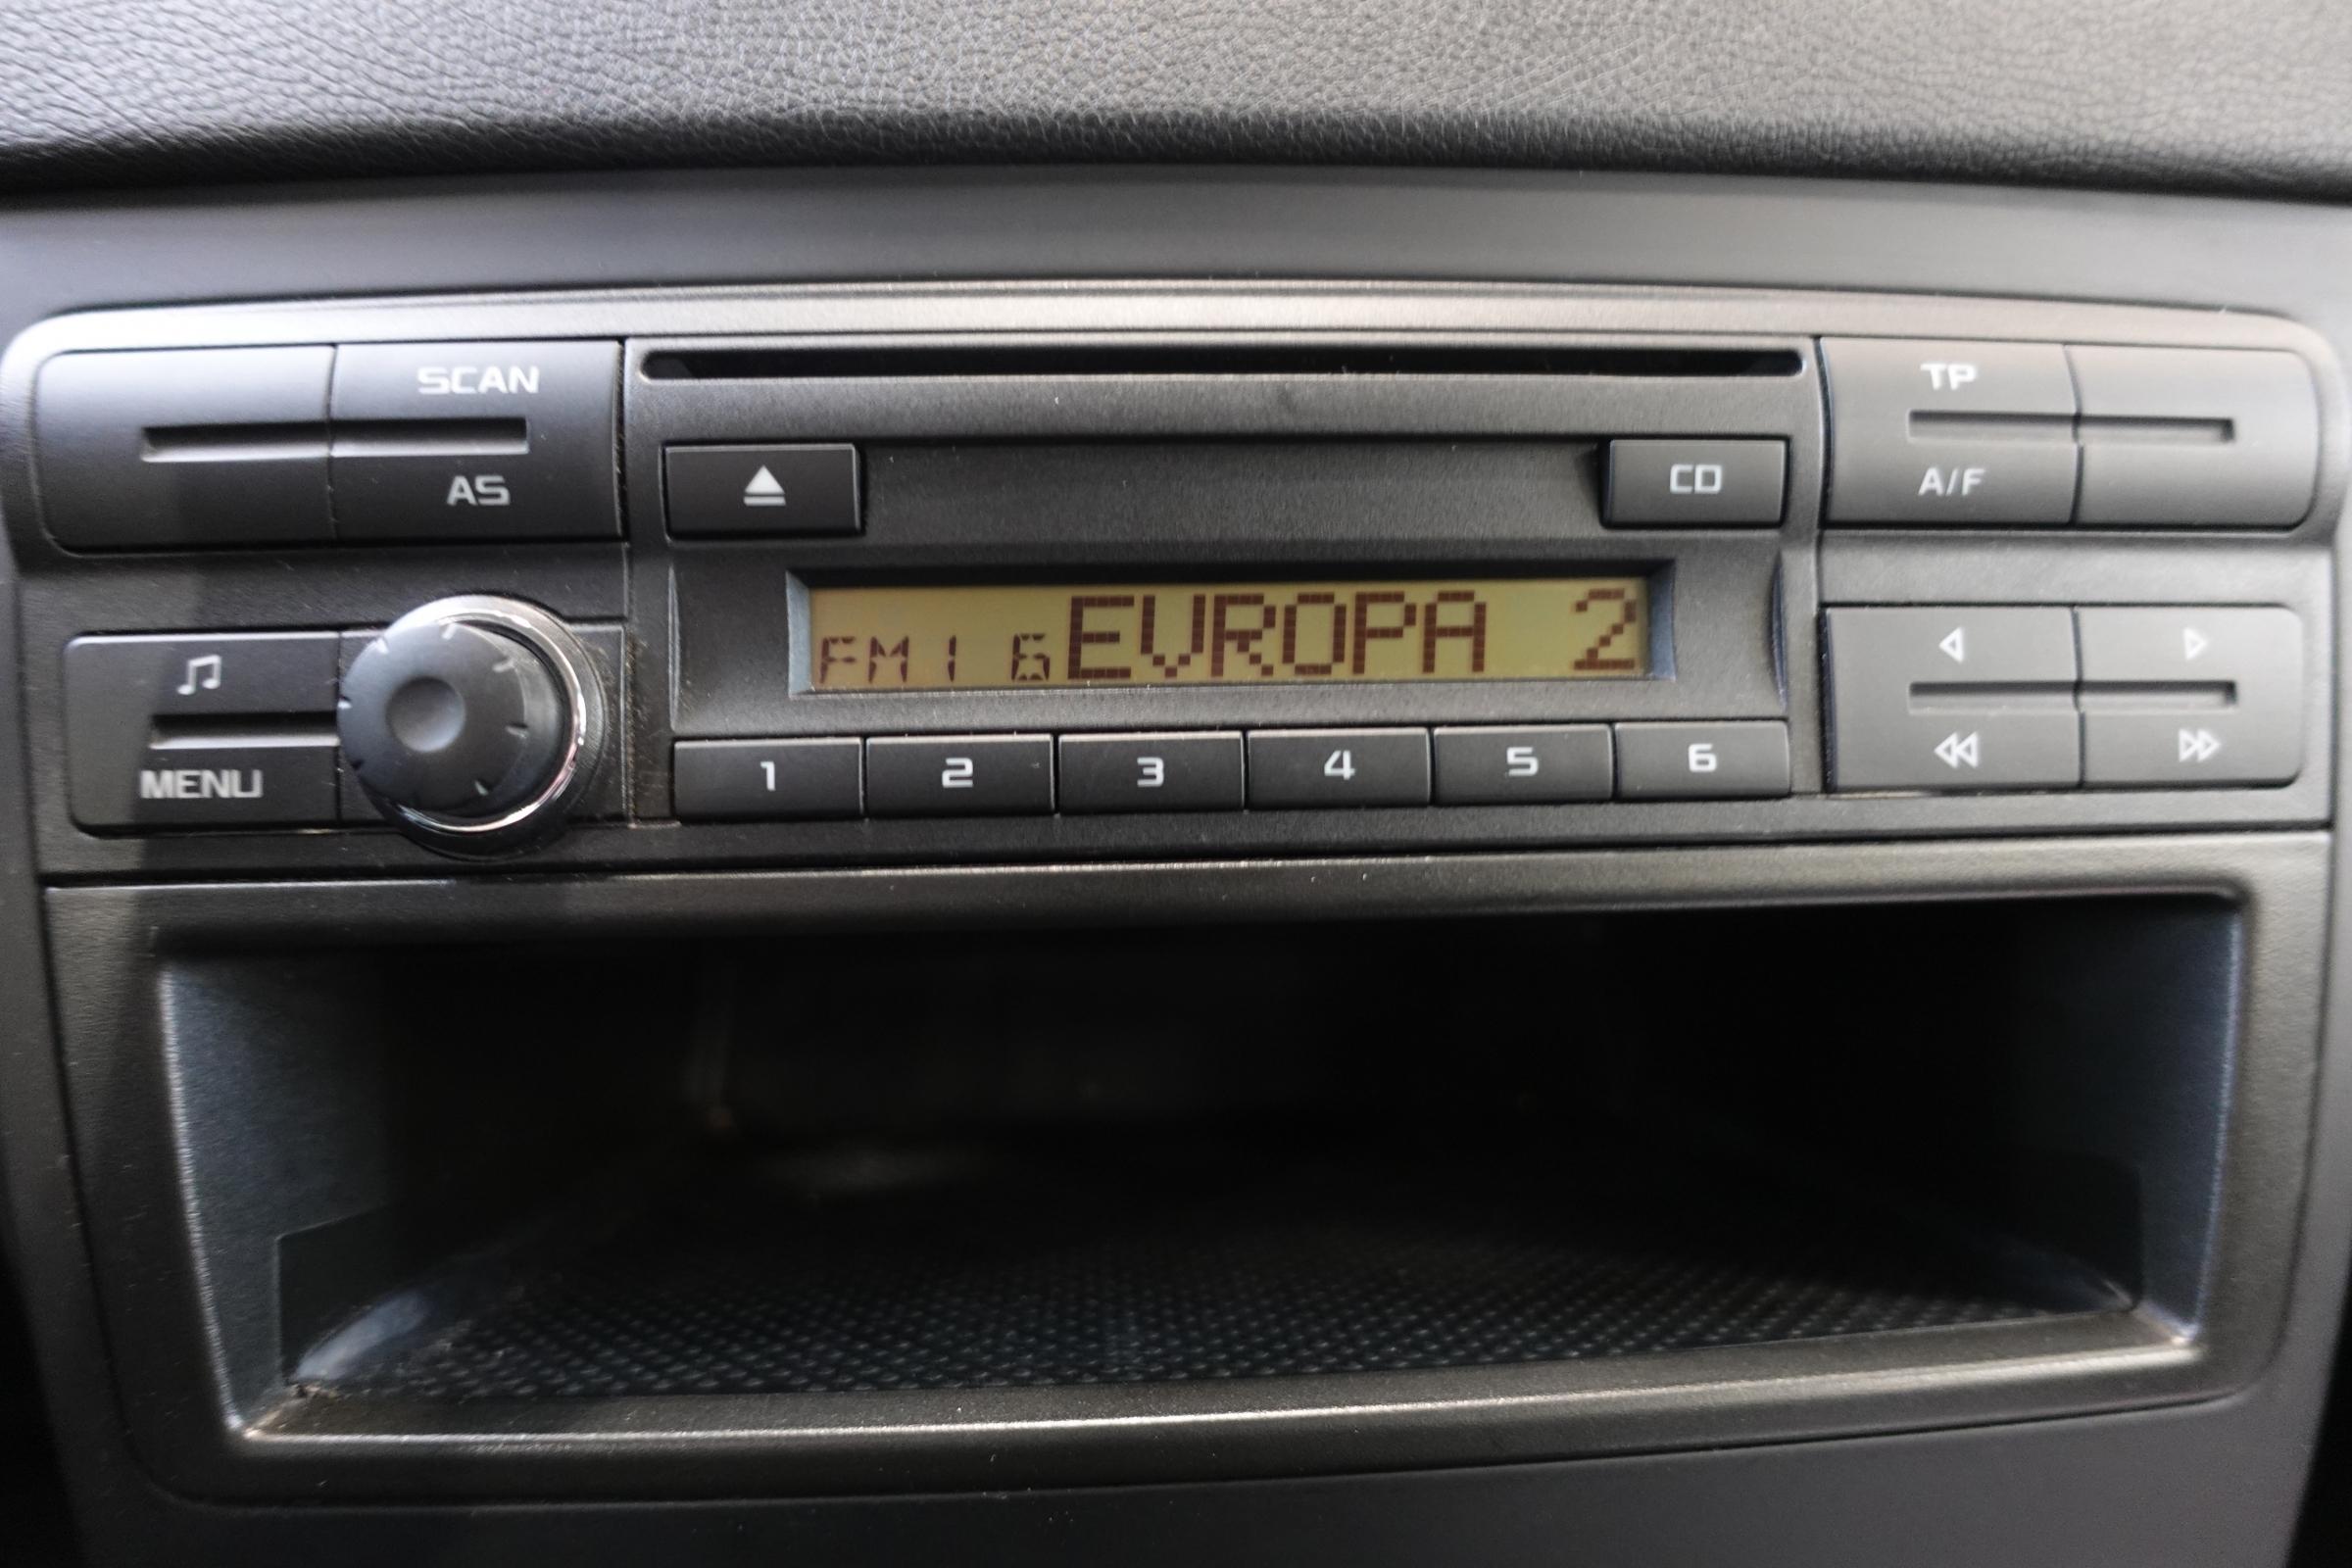 SCAN
AS
TP
A/F
CD
FM1 6 EVROPA 2
MENU
1 2 3 4 5 6